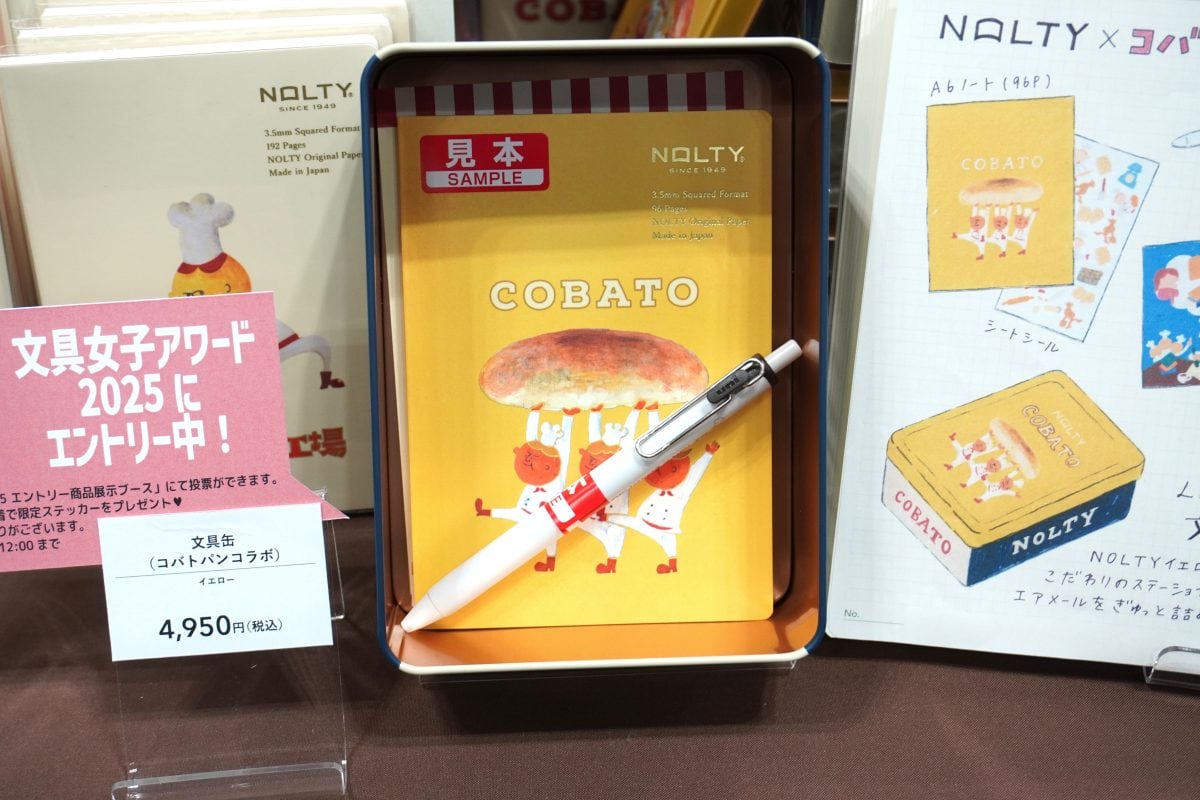 COB
NOLTY
SINCE 1949
3.5mm Squared Format
192 Pages
NOLTY Original Paper
Made in Japan
工場
文具女子アワード
2025 に
エントリー中！
5 エントリー商品展示ブース」にて投票ができます。
着で限定ステッカーをプレゼント♥
りがございます。
12:00 まで
文具缶
（コバトパンコラボ）
イエロー
4,950円（税込）
見本
SAMPLE
NOLTY
SINCE 1949
3.5mm Squared Format
96 Pages
NOLTY Original Paper
Made in Japan
COBATO
uni
NOLTY × コバ
A6ノート（96P）
COBATO
シートシール
NOLTY
COBATO
COBATO
NOLTY
NOLTYイエロ
こだわりのステーショ
エアメールをぎゅっと詰め
No.